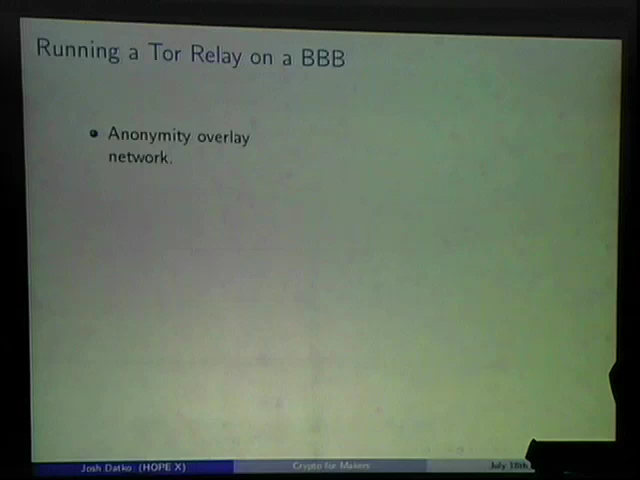 Running a Tor Relay on a BBB
Anonymity overlay
network.
Josh Datko (HOPE X)
Crypto for Makers
July 18th